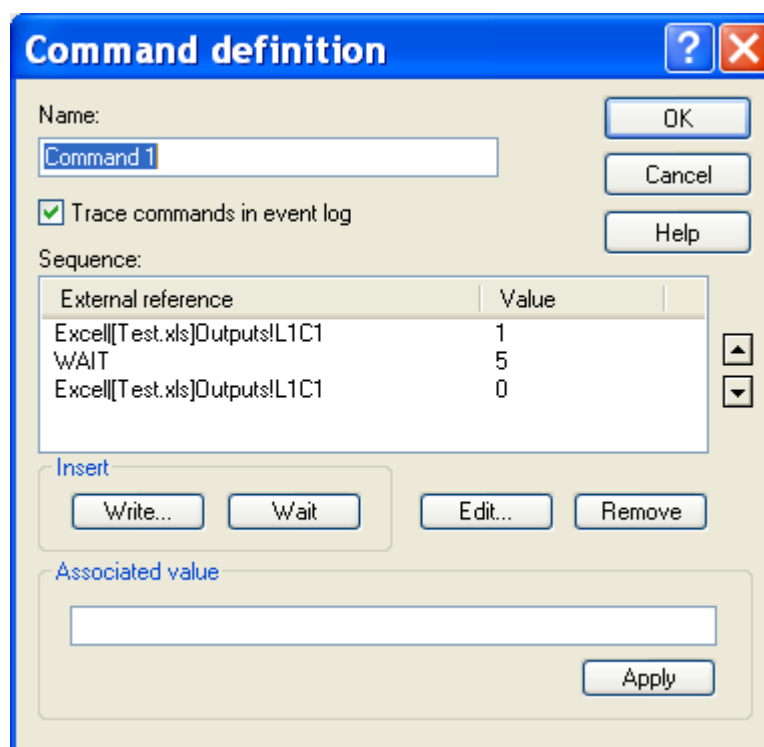 Command definition
Name:
OK
Command 1
Cancel
Trace commands in event log
Help
Sequence:
External reference Value
Excel|[Test.xls]Outputs!L1C1 1
WAIT 5
Excel|[Test.xls]Outputs!L1C1 0
Insert
Write... Wait Edit... Remove
Associated value
Apply